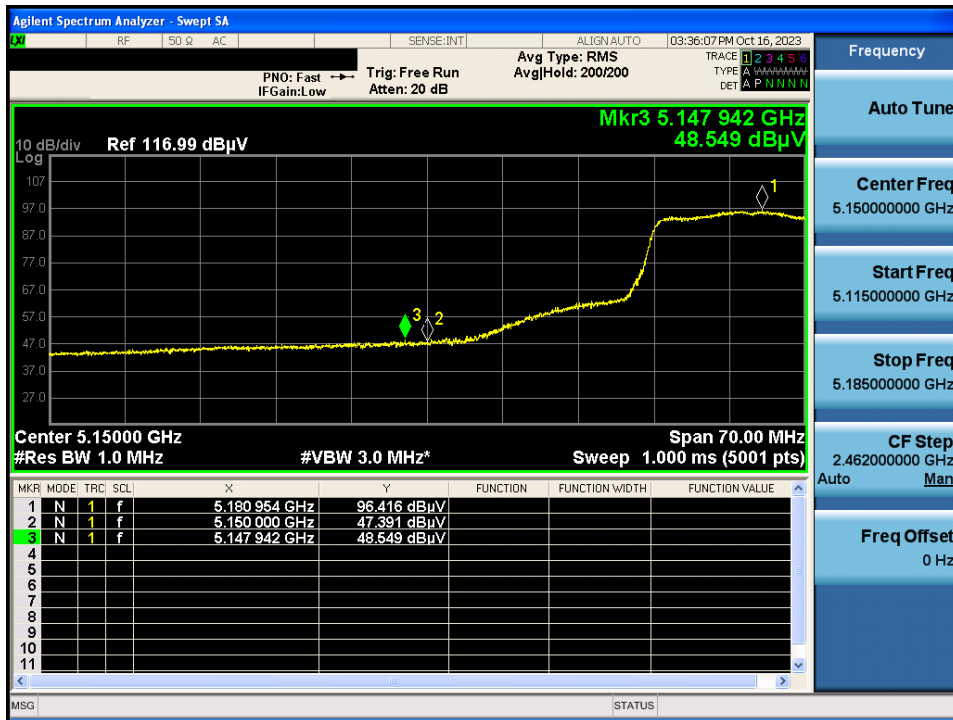 Agilent Spectrum Analyzer - Swept SA
LXI RF 50 Ω AC SENSE:INT ALIGN AUTO 03:36:07 PM Oct 16, 2023
PNO: Fast Trig: Free Run Avg Type: RMS TRACE 1 2 3 4 5 6
IFGain:Low Atten: 20 dB Avg|Hold: 200/200 TYPE A
DET A P N N N N
Mkr3 5.147 942 GHz
48.549 dBµV
10 dB/div Ref 116.99 dBµV
Log
107
97.0
87.0
77.0
67.0
57.0
47.0
37.0
27.0
1
3 2
Center 5.15000 GHz Span 70.00 MHz
#Res BW 1.0 MHz #VBW 3.0 MHz* Sweep 1.000 ms (5001 pts)
MKR MODE TRC SCL X Y FUNCTION FUNCTION WIDTH FUNCTION VALUE
1 N 1 f 5.180 954 GHz 96.416 dBµV
2 N 1 f 5.150 000 GHz 47.391 dBµV
3 N 1 f 5.147 942 GHz 48.549 dBµV
4
5
6
7
8
9
10
11
MSG STATUS
Frequency
Auto Tune
Center Freq
5.150000000 GHz
Start Freq
5.115000000 GHz
Stop Freq
5.185000000 GHz
CF Step
2.462000000 GHz
Auto Man
Freq Offset
0 Hz